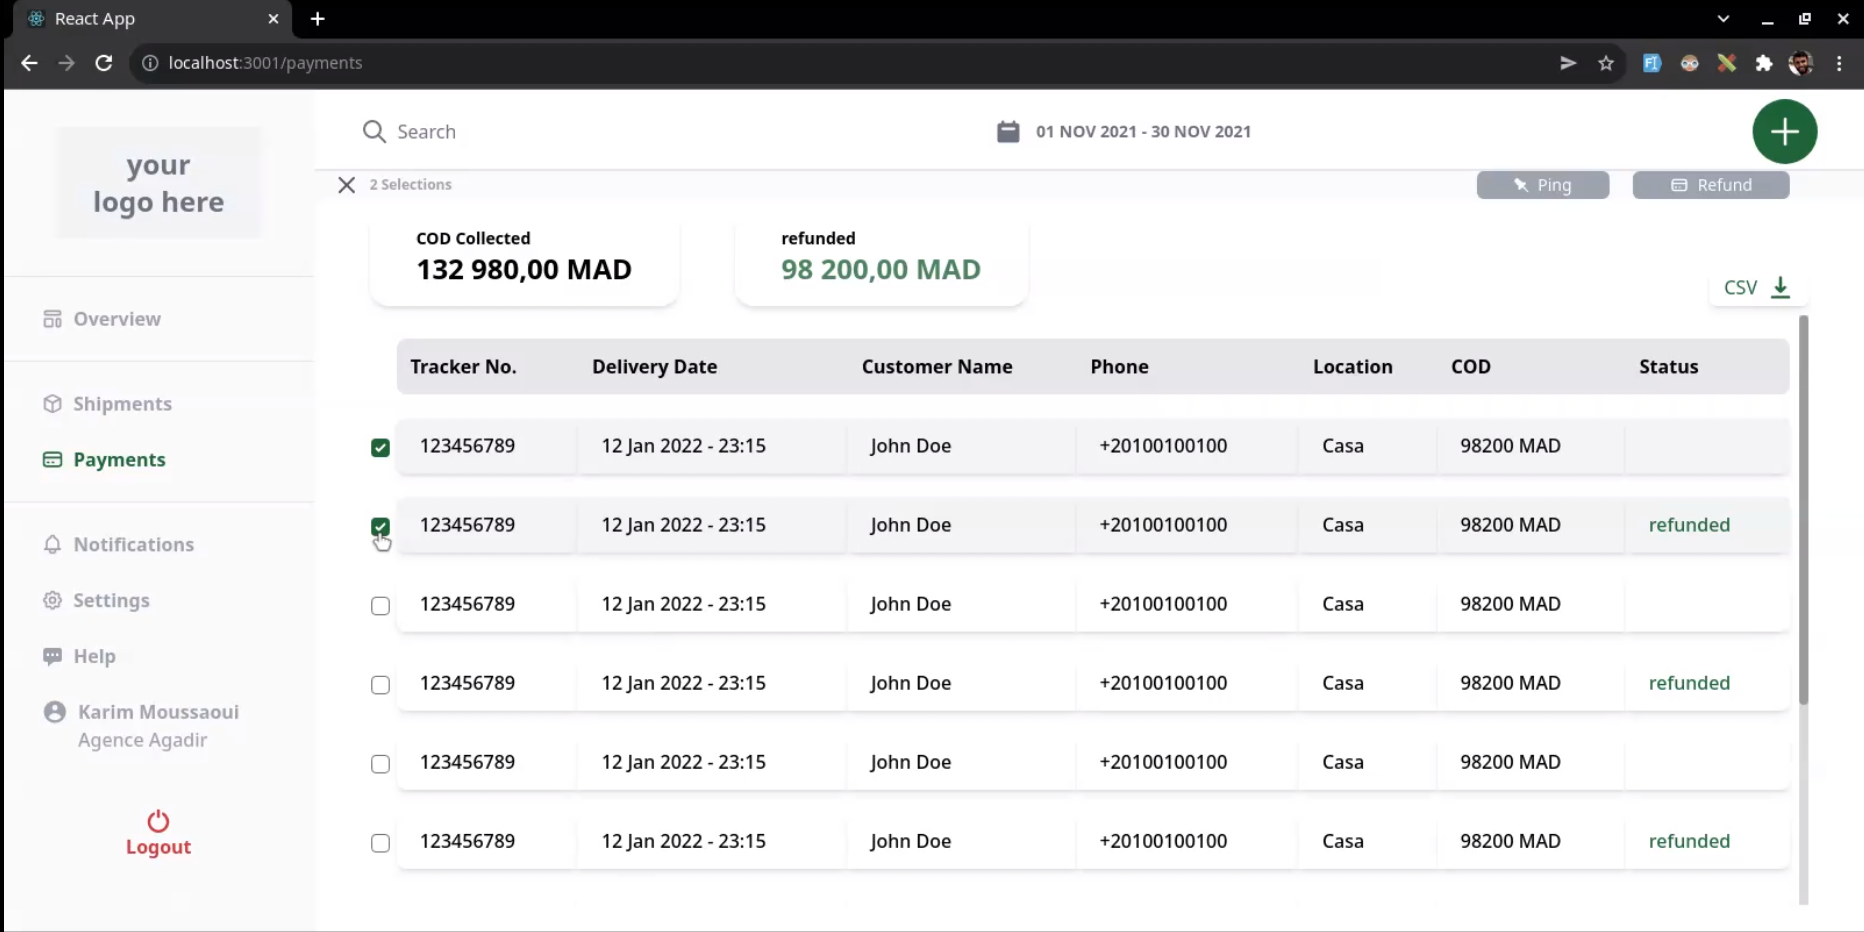 React App
localhost:3001/payments
your
logo here
Search
01 NOV 2021 - 30 NOV 2021
2 Selections
Ping
Refund
COD Collected
132 980,00 MAD
refunded
98 200,00 MAD
CSV
Overview
Shipments
Payments
Notifications
Settings
Help
Karim Moussaoui
Agence Agadir
Logout
Tracker No. Delivery Date Customer Name Phone Location COD Status
123456789 12 Jan 2022 - 23:15 John Doe +20100100100 Casa 98200 MAD
123456789 12 Jan 2022 - 23:15 John Doe +20100100100 Casa 98200 MAD refunded
123456789 12 Jan 2022 - 23:15 John Doe +20100100100 Casa 98200 MAD
123456789 12 Jan 2022 - 23:15 John Doe +20100100100 Casa 98200 MAD refunded
123456789 12 Jan 2022 - 23:15 John Doe +20100100100 Casa 98200 MAD
123456789 12 Jan 2022 - 23:15 John Doe +20100100100 Casa 98200 MAD refunded